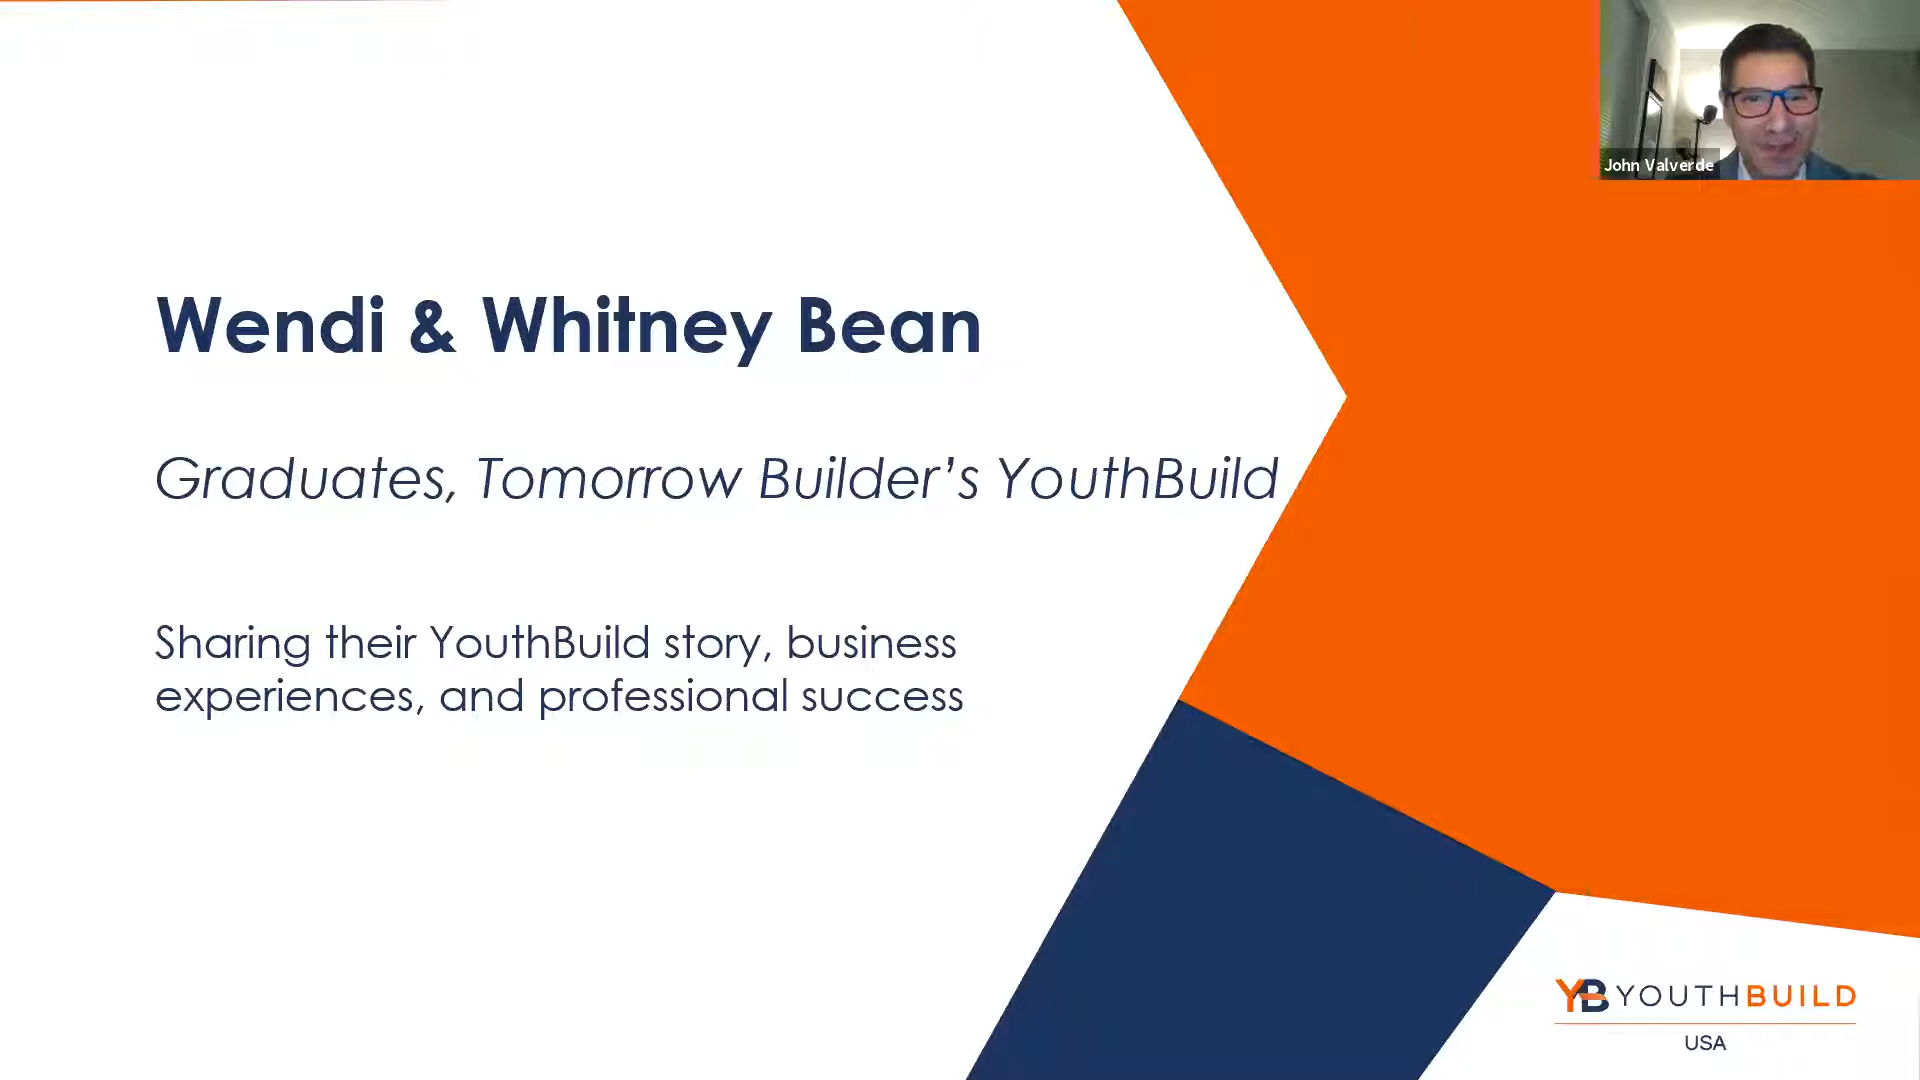 John Valverde
Wendi & Whitney Bean
Graduates, Tomorrow Builder’s YouthBuild
Sharing their YouthBuild story, business
experiences, and professional success
YB YOUTHBUILD
USA